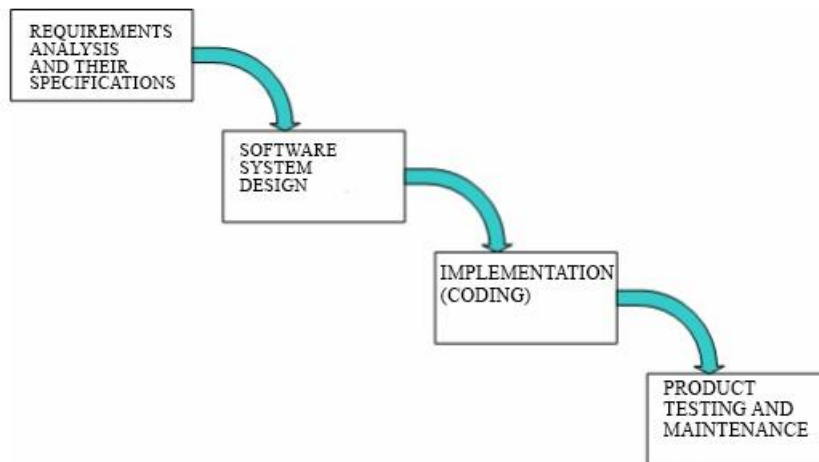 REQUIREMENTS
ANALYSIS
AND THEIR
SPECIFICATIONS
SOFTWARE
SYSTEM
DESIGN
IMPLEMENTATION
(CODING)
PRODUCT
TESTING AND
MAINTENANCE